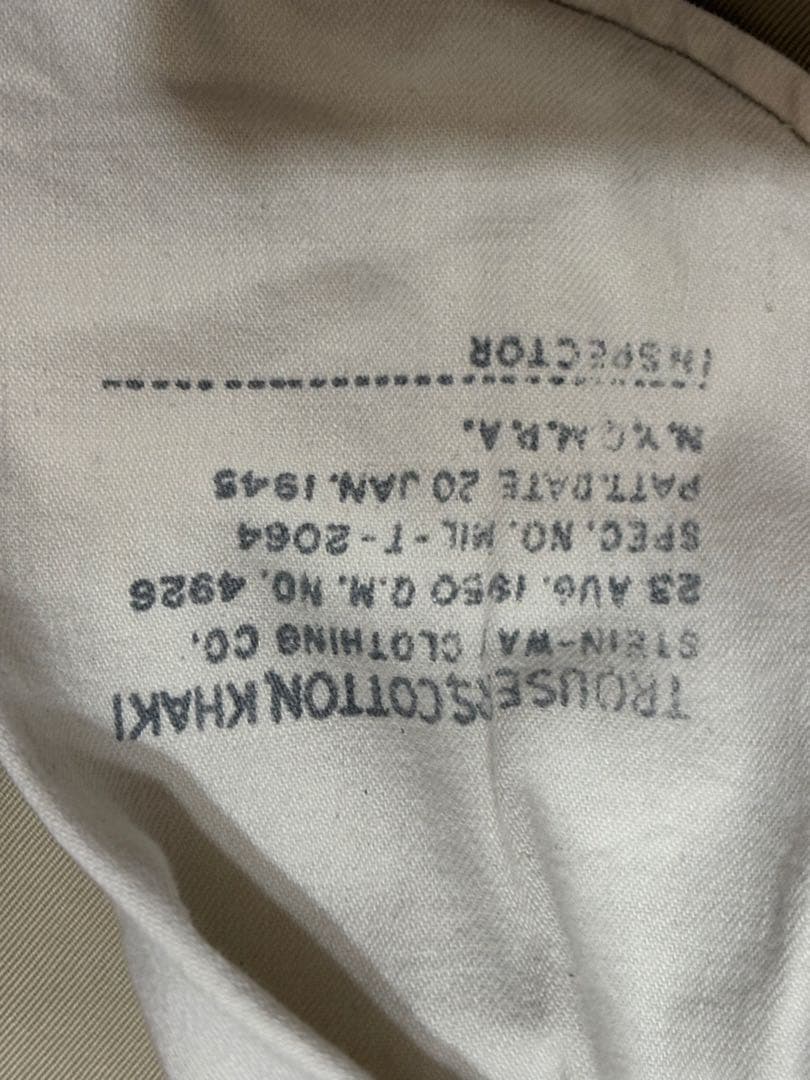 TROUSERS, COTTON, KHAKI
STEIN-WAY CLOTHING CO.
23 AUG. 1950 Q.M. NO. 4926
SPEC. NO. MIL-T-2064
PATT. DATE 20 JAN. 1945
N.Y.Q.M.P.A.
INSPECTOR